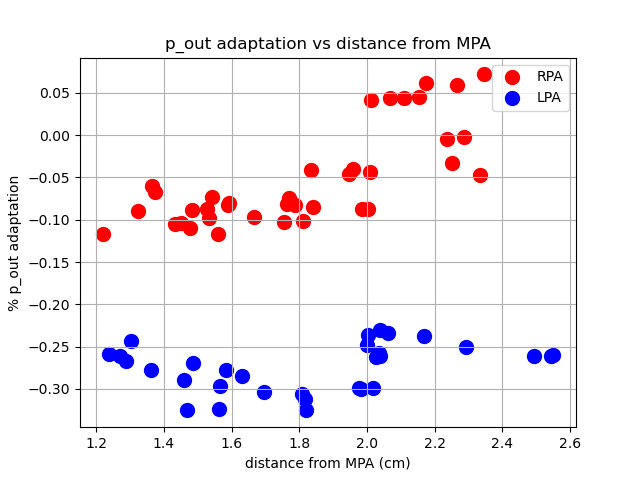 p_out adaptation vs distance from MPA
RPA
LPA
% p_out adaptation
0.05
0.00
−0.05
−0.10
−0.15
−0.20
−0.25
−0.30
1.2 1.4 1.6 1.8 2.0 2.2 2.4 2.6
distance from MPA (cm)